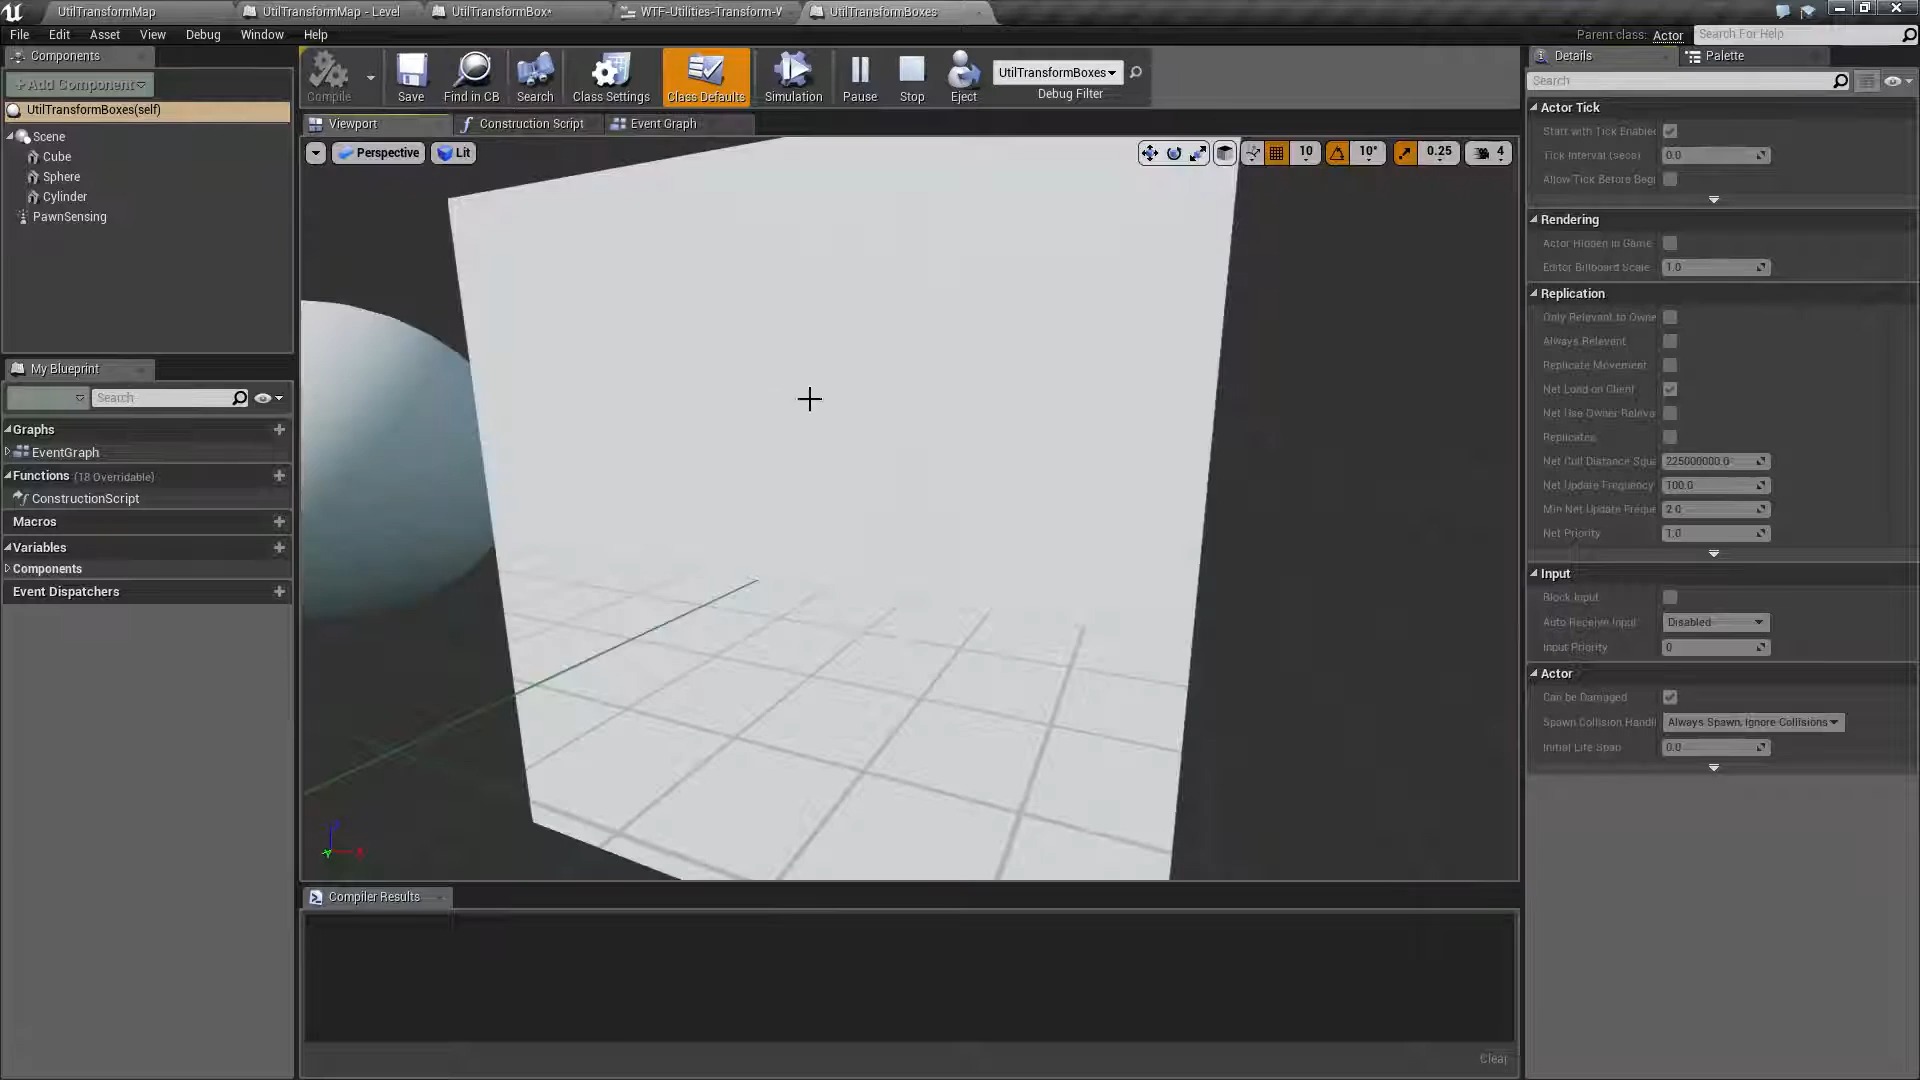 UtilTransformMap
UtilTransformMap - Level
UtilTransformBox*
WTF-Utilities-Transform-W
UtilTransformBoxes
File Edit Asset View Debug Window Help
Parent class: Actor
Search For Help
Components
+Add Component
UtilTransformBoxes(self)
Scene
Cube
Sphere
Cylinder
PawnSensing
Compile
Save
Find in CB
Search
Class Settings
Class Defaults
Simulation
Pause
Stop
Eject
UtilTransformBoxes
Debug Filter
Viewport
Construction Script
Event Graph
Perspective
Lit
10
10°
0.25
4
My Blueprint
Search
Graphs
EventGraph
Functions (18 Overridable)
ConstructionScript
Macros
Variables
Components
Event Dispatchers
Compiler Results
Clear
Details
Palette
Search
Actor Tick
Start with Tick Enabled
Tick Interval (secs) 0.0
Allow Tick Before Begi
Rendering
Actor Hidden In Game
Editor Billboard Scale 1.0
Replication
Only Relevant to Owne
Always Relevant
Replicate Movement
Net Load on Client
Net Use Owner Releva
Replicates
Net Cull Distance Squa 225000000.0
Net Update Frequency 100.0
Min Net Update Freque 2.0
Net Priority 1.0
Input
Block Input
Auto Receive Input Disabled
Input Priority 0
Actor
Can be Damaged
Spawn Collision Handli Always Spawn, Ignore Collisions
Initial Life Span 0.0